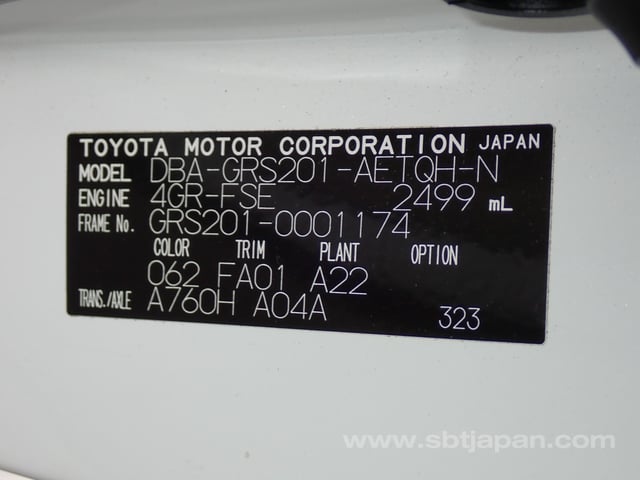 TOYOTA MOTOR CORPORATION JAPAN
MODEL DBA-GRS201-AETQH-N
ENGINE 4GR-FSE 2499 mL
FRAME No. GRS201-0001174
COLOR TRIM PLANT OPTION
062 FA01 A22
TRANS./AXLE A760H A04A 323
www.sbtjapan.com